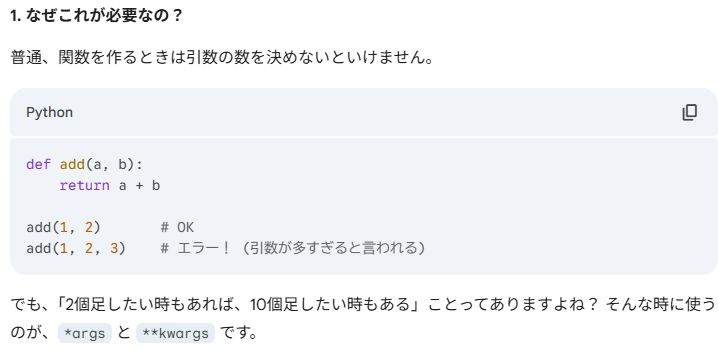 1. なぜこれが必要なの？
普通、関数を作るときは引数の数を決めないといけません。
Python
def add(a, b):
    return a + b

add(1, 2)       # OK
add(1, 2, 3)    # エラー！ (引数が多すぎると言われる)
でも、「2個足したい時もあれば、10個足したい時もある」ことってありますよね？ そんな時に使う
のが、 *args と **kwargs です。